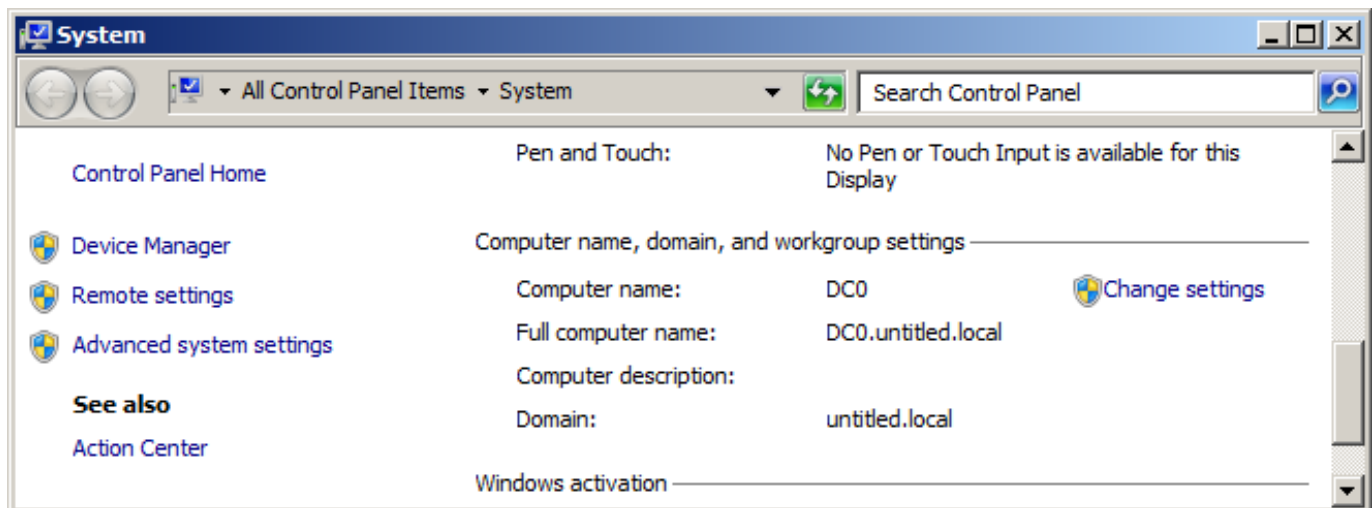 System
All Control Panel Items System
Search Control Panel
Control Panel Home
Device Manager
Remote settings
Advanced system settings
See also
Action Center
Pen and Touch: No Pen or Touch Input is available for this
Display
Computer name, domain, and workgroup settings
Computer name: DC0 Change settings
Full computer name: DC0.untitled.local
Computer description:
Domain: untitled.local
Windows activation